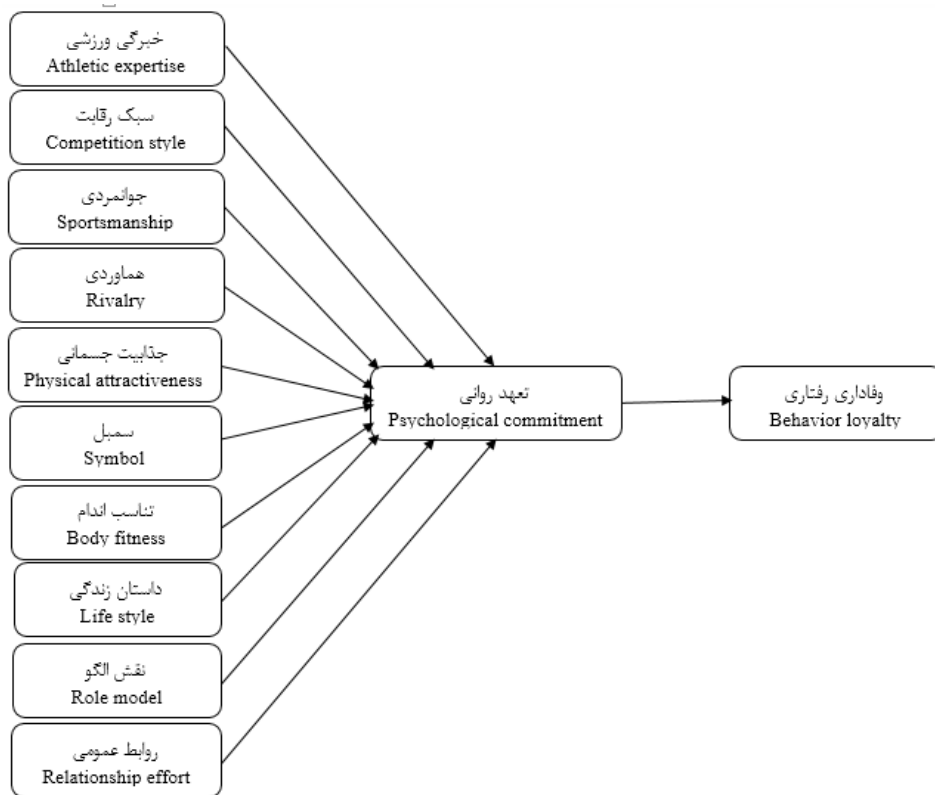 خبرگی ورزشی
Athletic expertise
سبک رقابت
Competition style
جوانمردی
Sportsmanship
هماوردی
Rivalry
جذابیت جسمانی
Physical attractiveness
سمبل
Symbol
تناسب اندام
Body fitness
داستان زندگی
Life style
نقش الگو
Role model
روابط عمومی
Relationship effort
تعهد روانی
Psychological commitment
وفاداری رفتاری
Behavior loyalty